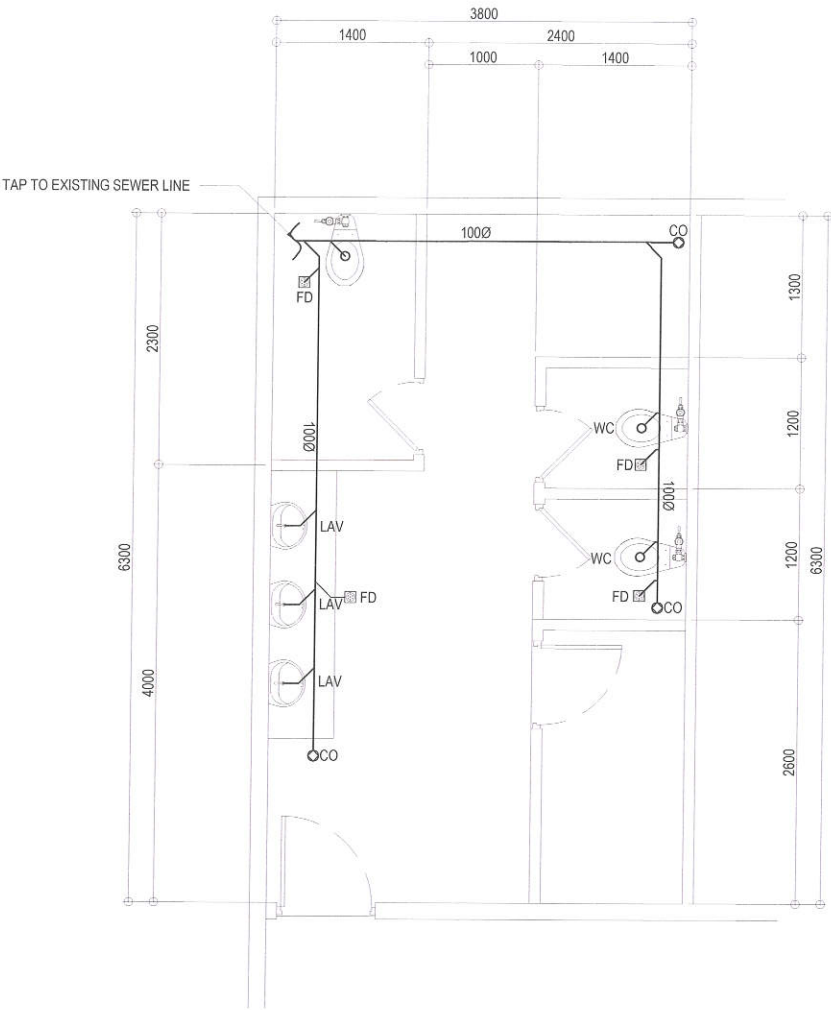 3800
1400
2400
1000
1400
TAP TO EXISTING SEWER LINE
100Ø
CO
FD
2300
1300
100Ø
WC
1200
FD
100Ø
LAV
6300
WC
1200
6300
LAV
FD
FD
CO
4000
LAV
CO
2600